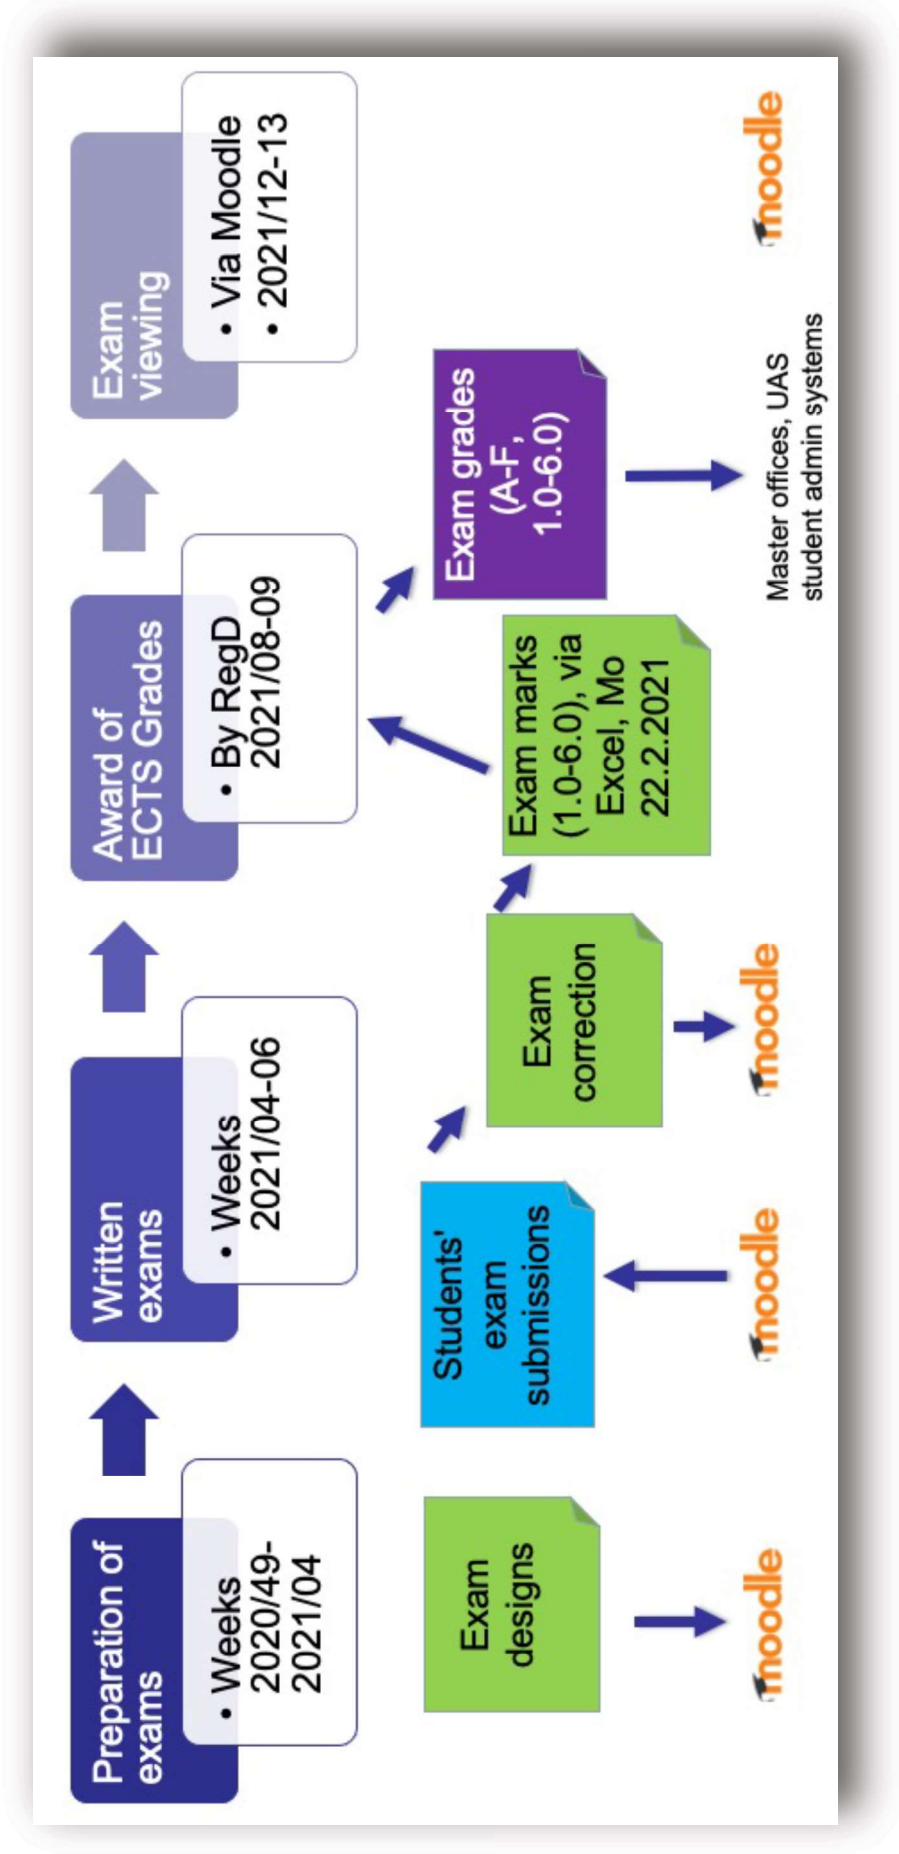 Preparation of
exams
• Weeks
2020/49-
2021/04
Written
exams
• Weeks
2021/04-06
Award of
ECTS Grades
• By RegD
2021/08-09
Exam
viewing
• Via Moodle
• 2021/12-13
Exam
designs
Students'
exam
submissions
Exam
correction
Exam marks
(1.0-6.0), via
Excel, Mo
22.2.2021
Exam grades
(A-F,
1.0-6.0)
moodle
moodle
moodle
Master offices, UAS
student admin systems
moodle